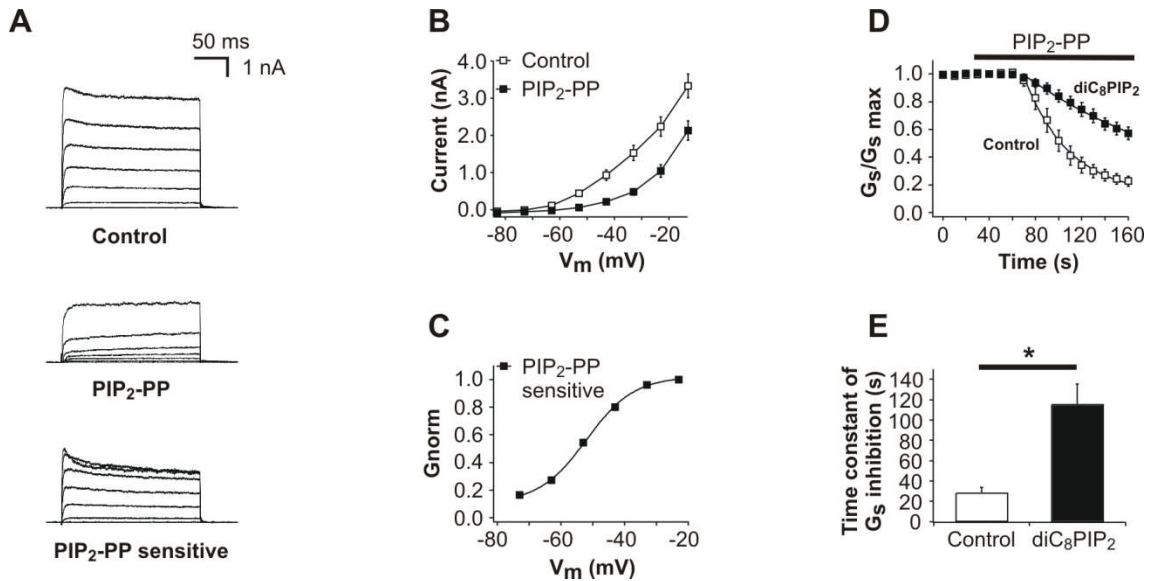 A
50 ms
1 nA
Control
PIP₂-PP
PIP₂-PP sensitive
B
Control
PIP₂-PP
Current (nA)
4.0
3.0
2.0
1.0
0.0
-80
-60
-40
-20
Vm (mV)
C
PIP₂-PP
sensitive
Gnorm
1.0
0.8
0.6
0.4
0.2
0.0
-80
-60
-40
-20
Vm (mV)
D
PIP₂-PP
diC₈PIP₂
Control
Gs/Gs max
1.0
0.8
0.6
0.4
0.2
0.0
0
40
80
120
160
Time (s)
E
*
Time constant of
Gs inhibition (s)
140
120
100
80
60
40
20
0
Control
diC₈PIP₂